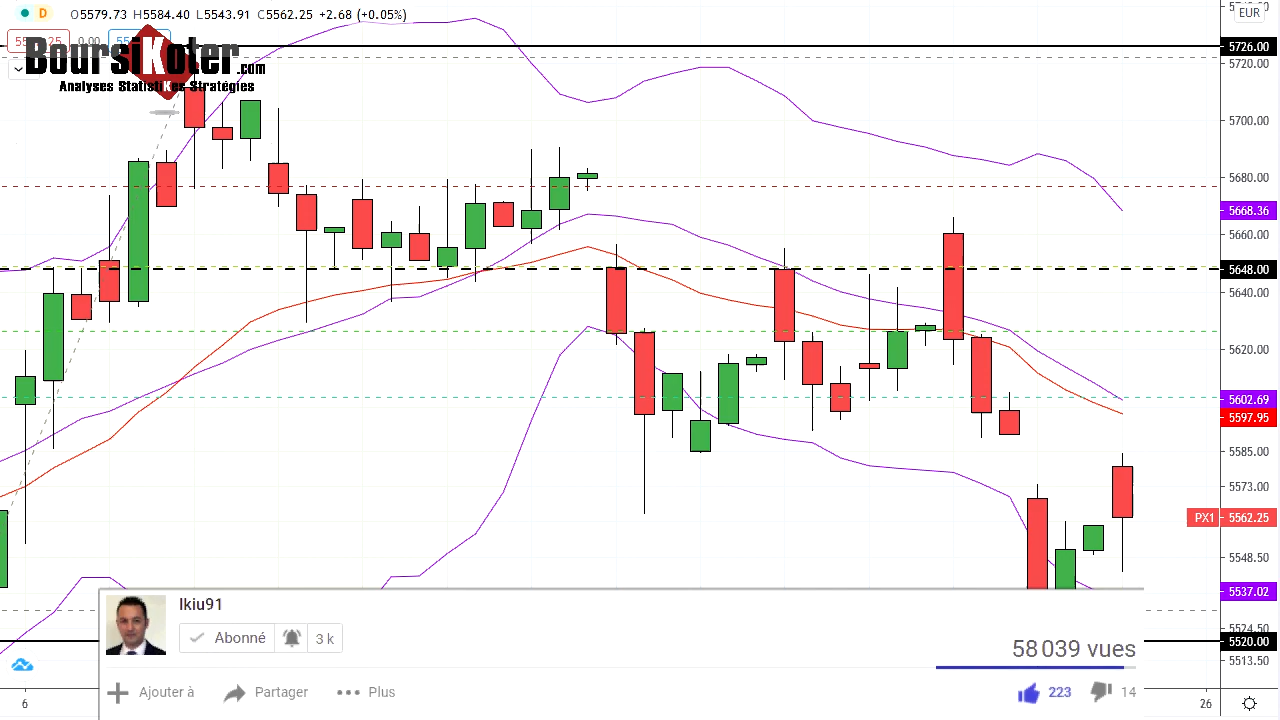 D O5579.73 H5584.40 L5543.91 C5562.25 +2.68 (+0.05%)
EUR
0.00
BoursiKoter.com
Analyses StatistiKes Stratégies
5726.00
5720.00
5700.00
5680.00
5668.36
5660.00
5648.00
5640.00
5620.00
5602.69
5597.95
5585.00
5573.00
PX1 5562.25
5548.50
5537.02
5524.50
5520.00
5513.50
lkiu91
Abonné 3 k
58 039 vues
Ajouter à Partager Plus
223 14
6 26